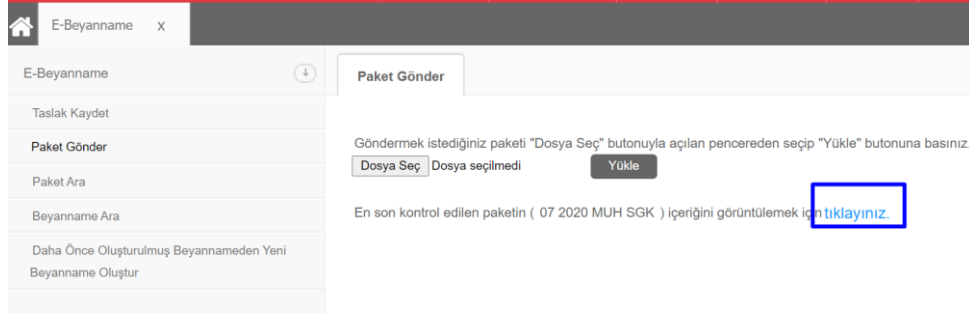 E-Beyanname x
E-Beyanname
Taslak Kaydet
Paket Gönder
Paket Ara
Beyanname Ara
Daha Önce Oluşturulmuş Beyannameden Yeni
Beyanname Oluştur
Paket Gönder
Göndermek istediğiniz paketi "Dosya Seç" butonuyla açılan pencereden seçip "Yükle" butonuna basınız.
Dosya Seç Dosya seçilmedi Yükle
En son kontrol edilen paketin ( 07 2020 MUH SGK ) içeriğini görüntülemek için tıklayınız.